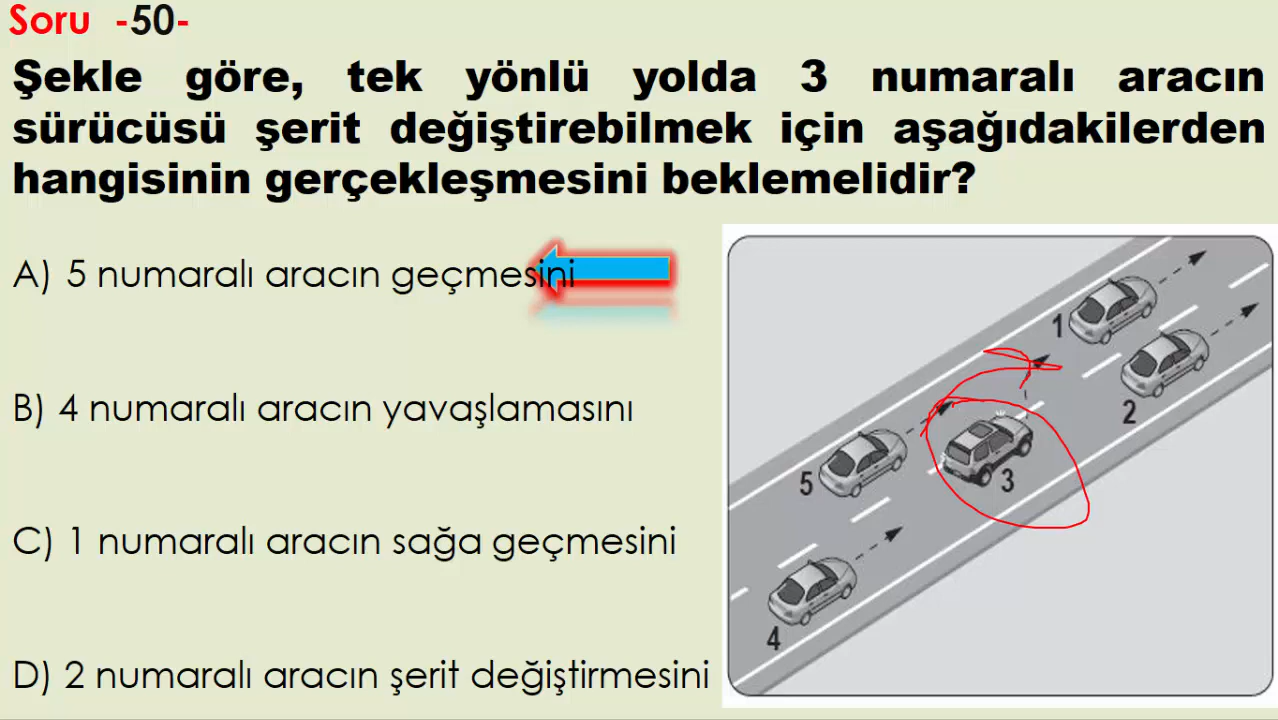 Soru -50-
Şekle göre, tek yönlü yolda 3 numaralı aracın
sürücüsü şerit değiştirebilmek için aşağıdakilerden
hangisinin gerçekleşmesini beklemelidir?
A) 5 numaralı aracın geçmesini
B) 4 numaralı aracın yavaşlamasını
C) 1 numaralı aracın sağa geçmesini
D) 2 numaralı aracın şerit değiştirmesini
1
2
3
5
4